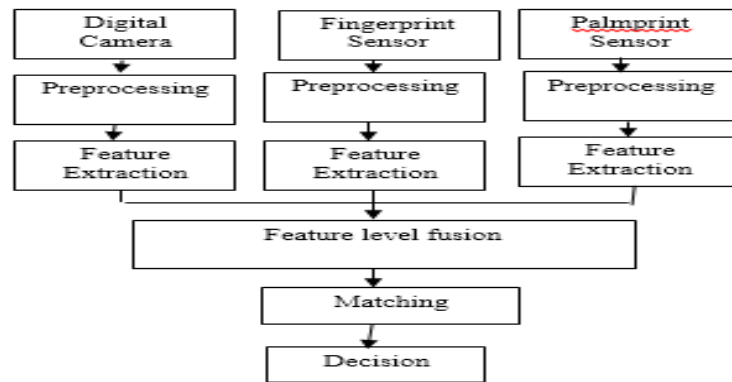 Digital
Camera
Fingerprint
Sensor
Palmprint
Sensor
Preprocessing
Preprocessing
Preprocessing
Feature
Extraction
Feature
Extraction
Feature
Extraction
Feature level fusion
Matching
Decision